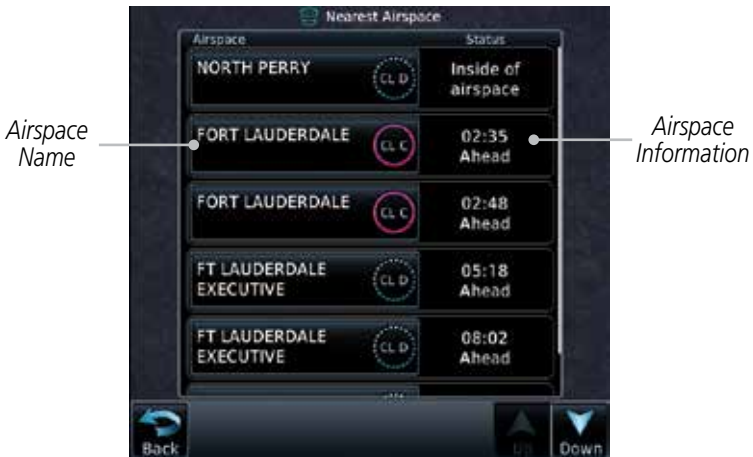 Nearest Airspace
Airspace Status
NORTH PERRY
CL D
Inside of
airspace
Airspace
Name
FORT LAUDERDALE
CL C
02:35
Ahead
Airspace
Information
FORT LAUDERDALE
CL C
02:48
Ahead
FT LAUDERDALE
EXECUTIVE
CL D
05:18
Ahead
FT LAUDERDALE
EXECUTIVE
CL D
08:02
Ahead
Back
Up
Down